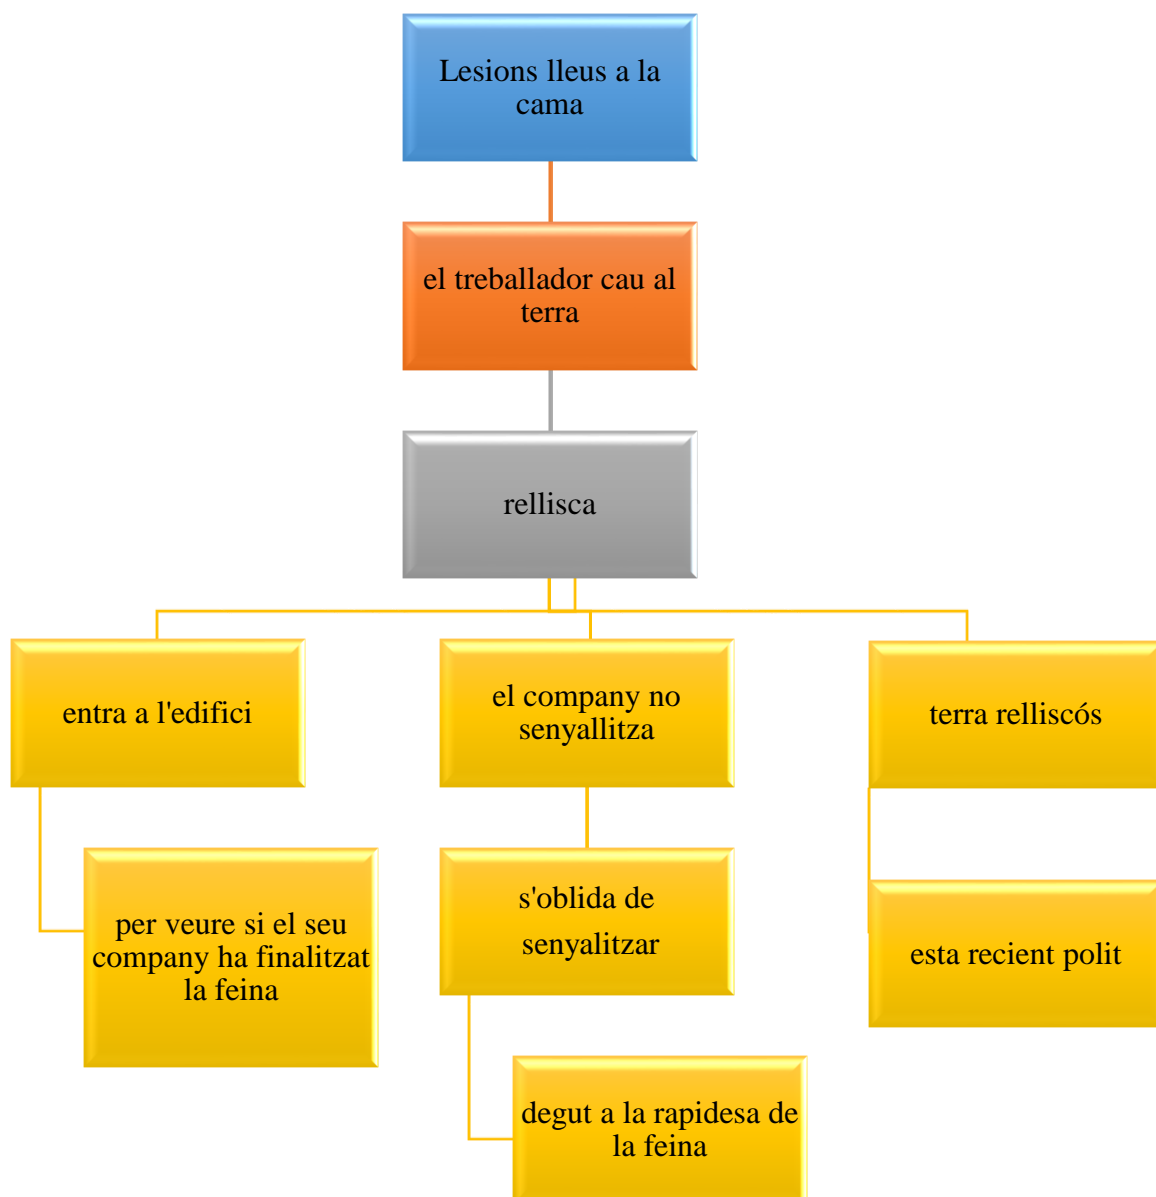 Lesions lleus a la
cama
el treballador cau al
terra
rellisca
entra a l'edifici
el company no
senyallitza
terra relliscós
per veure si el seu
company ha finalitzat
la feina
s'oblida de
senyalitzar
esta recient polit
degut a la rapidesa de
la feina